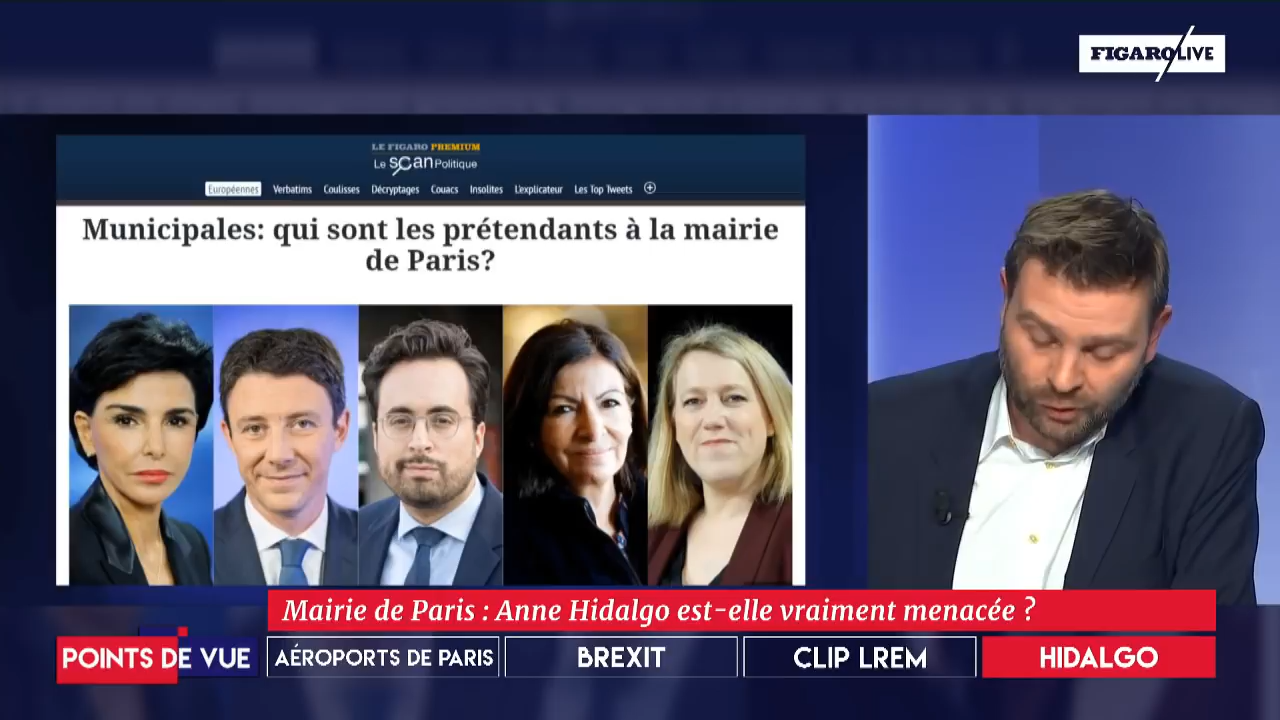 FIGARO LIVE
LE FIGARO PREMIUM
Le scan Politique
Européennes Verbatims Coulisses Décryptages Couacs Insolites L'explicateur Les Top Tweets
Municipales: qui sont les prétendants à la mairie
de Paris?
Mairie de Paris : Anne Hidalgo est-elle vraiment menacée ?
POINTS DE VUE AÉROPORTS DE PARIS BREXIT CLIP LREM HIDALGO